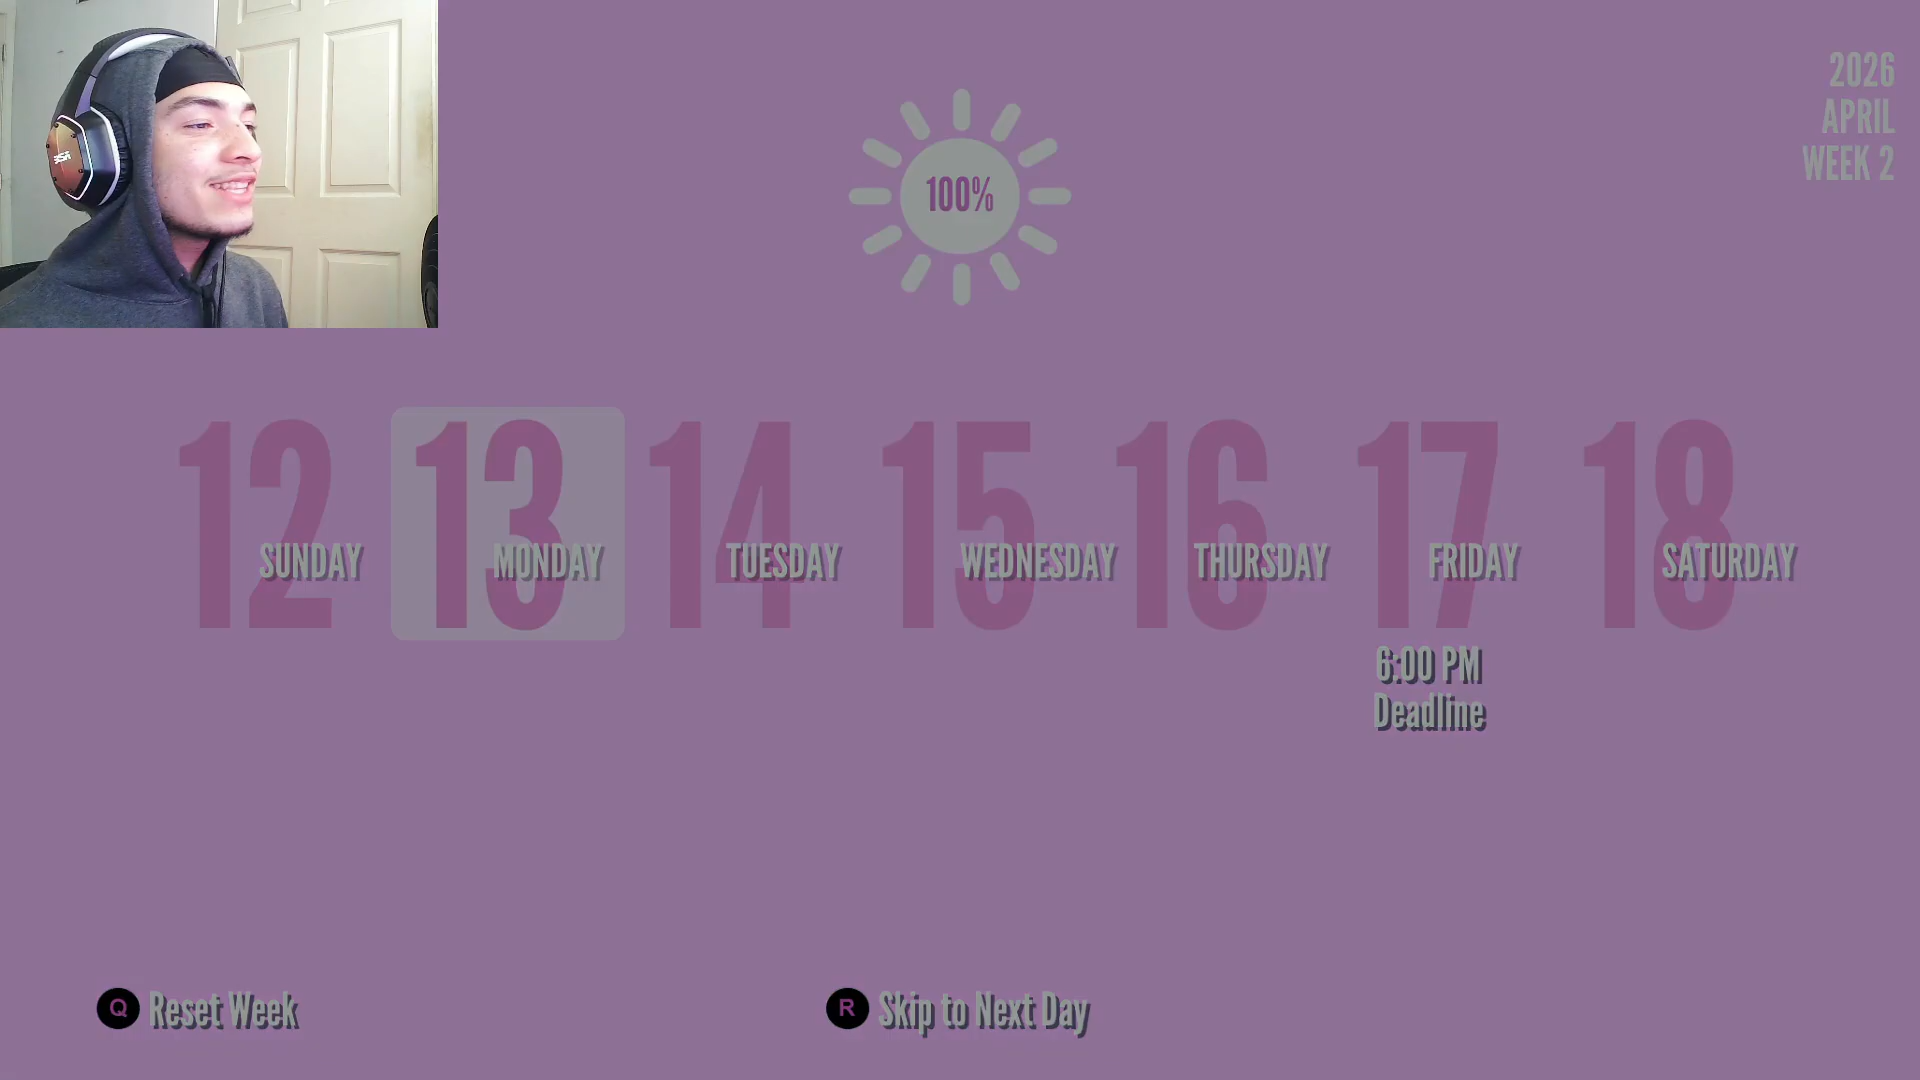 2026
APRIL
WEEK 2
100%
12 13 14 15 16 17 18
SUNDAY MONDAY TUESDAY WEDNESDAY THURSDAY FRIDAY SATURDAY
6:00 PM
Deadline
Q Reset Week
R Skip to Next Day